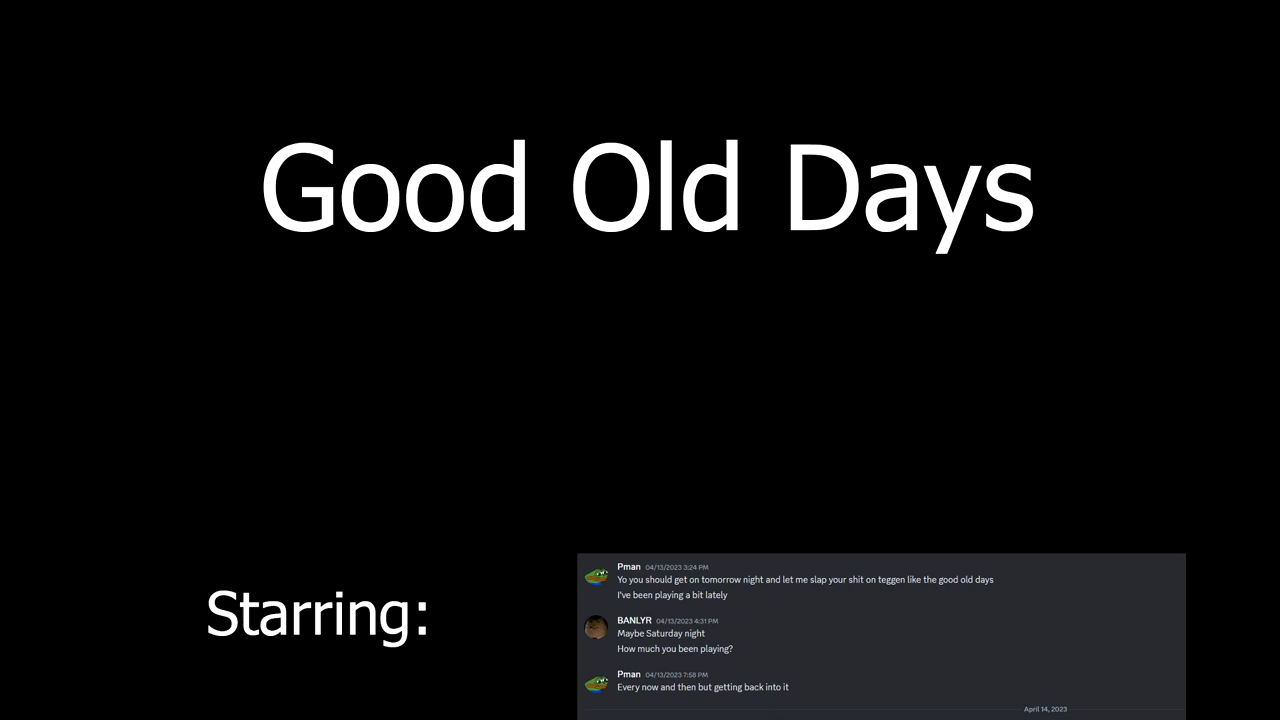 Good Old Days
Starring:
Pman 04/13/2023 3:24 PM
Yo you should get on tomorrow night and let me slap your shit on teggen like the good old days
I've been playing a bit lately
BANLYR 04/13/2023 4:31 PM
Maybe Saturday night
How much you been playing?
Pman 04/13/2023 7:58 PM
Every now and then but getting back into it
April 14, 2023